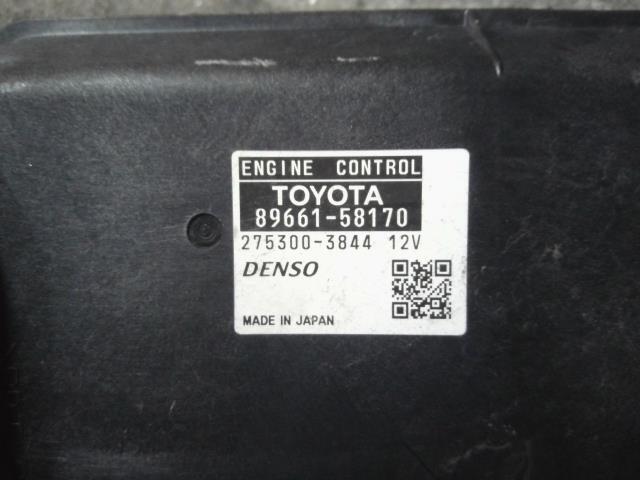 ENGINE CONTROL
TOYOTA
89661-58170
275300-3844 12V
DENSO
MADE IN JAPAN